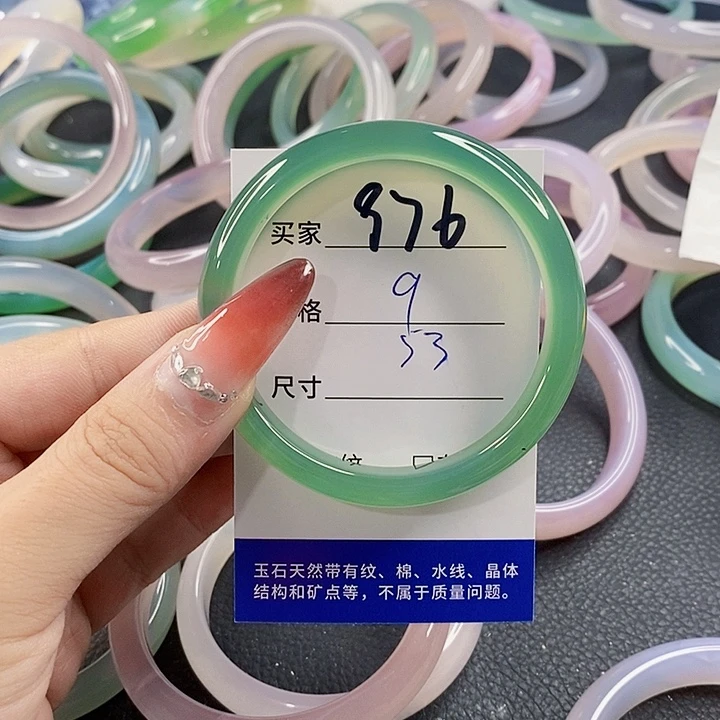 买家 976
格 9
53
尺寸
玉石天然带有纹、棉、水线、晶体
结构和矿点等，不属于质量问题。